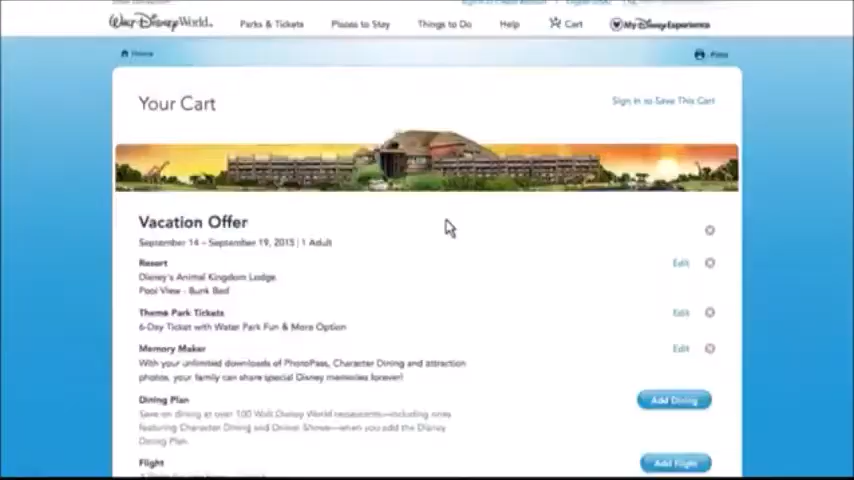 Walt Disney World.
Parks & Tickets
Places to Stay
Things to Do
Help
Cart
My Disney Experience
Home
Print
Your Cart
Sign In to Save This Cart
Vacation Offer
September 14 - September 19, 2015 | 1 Adult
Resort
Edit
Disney's Animal Kingdom Lodge
Pool View - Bunk Bed
Theme Park Tickets
Edit
6-Day Ticket with Water Park Fun & More Option
Memory Maker
Edit
With your unlimited downloads of PhotoPass, Character Dining and attraction
photos, your family can share special Disney memories forever!
Dining Plan
Add Dining
Save on dining at over 100 Walt Disney World restaurants—including ones
featuring Character Dining and Dinner Shows—when you add the Disney
Dining Plan.
Flight
Add Flight